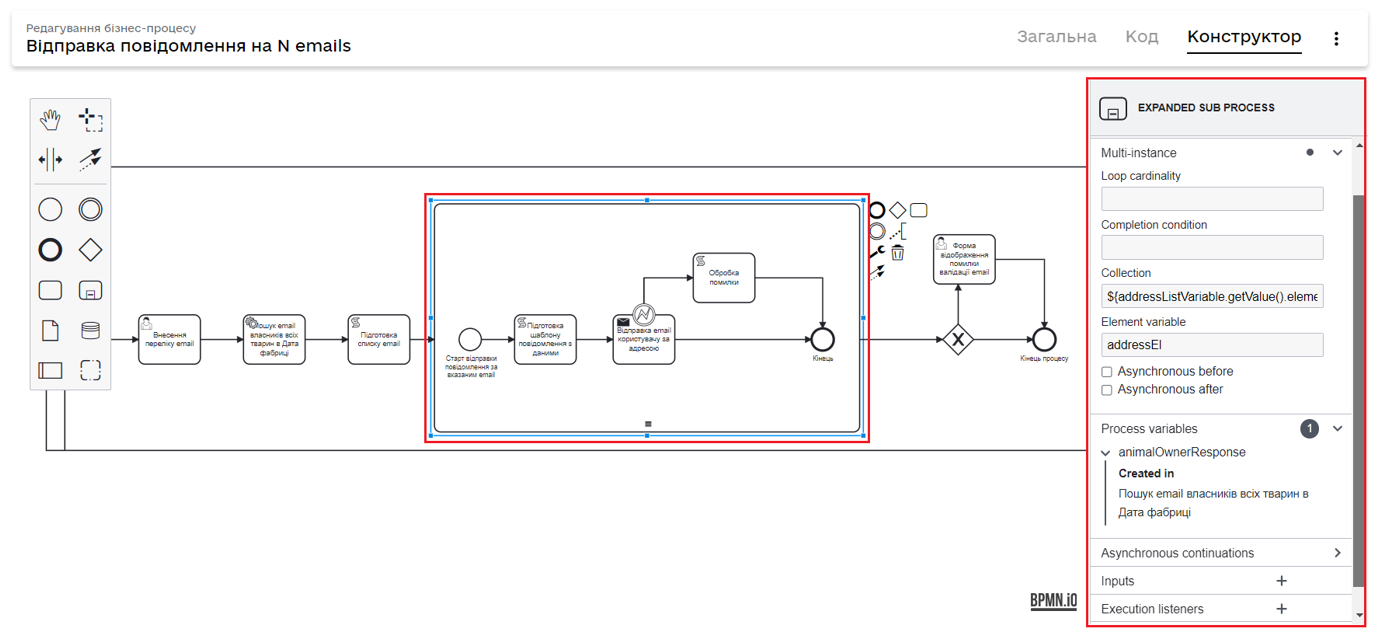 Редагування бізнес-процесу
Відправка повідомлення на N emails
Загальна
Код
Конструктор
Внесення
переліку email
Пошук email
власників всіх
тварин в Дата
фабриці
Підготовка
списку email
Старт відправки
повідомлення за
вказаним email
Підготовка
шаблону
повідомлення з
даними
Відправка email
користувачу за
адресою
Обробка
помилки
Кінець
Форма
відображення
помилки
валідації email
Кінець процесу
BPMN.iO
EXPANDED SUB PROCESS
Multi-instance
Loop cardinality
Completion condition
Collection
${addressListVariable.getValue().eleme
Element variable
addressEl
Asynchronous before
Asynchronous after
Process variables
1
animalOwnerResponse
Created in
Пошук email власників всіх тварин в
Дата фабриці
Asynchronous continuations
Inputs
Execution listeners